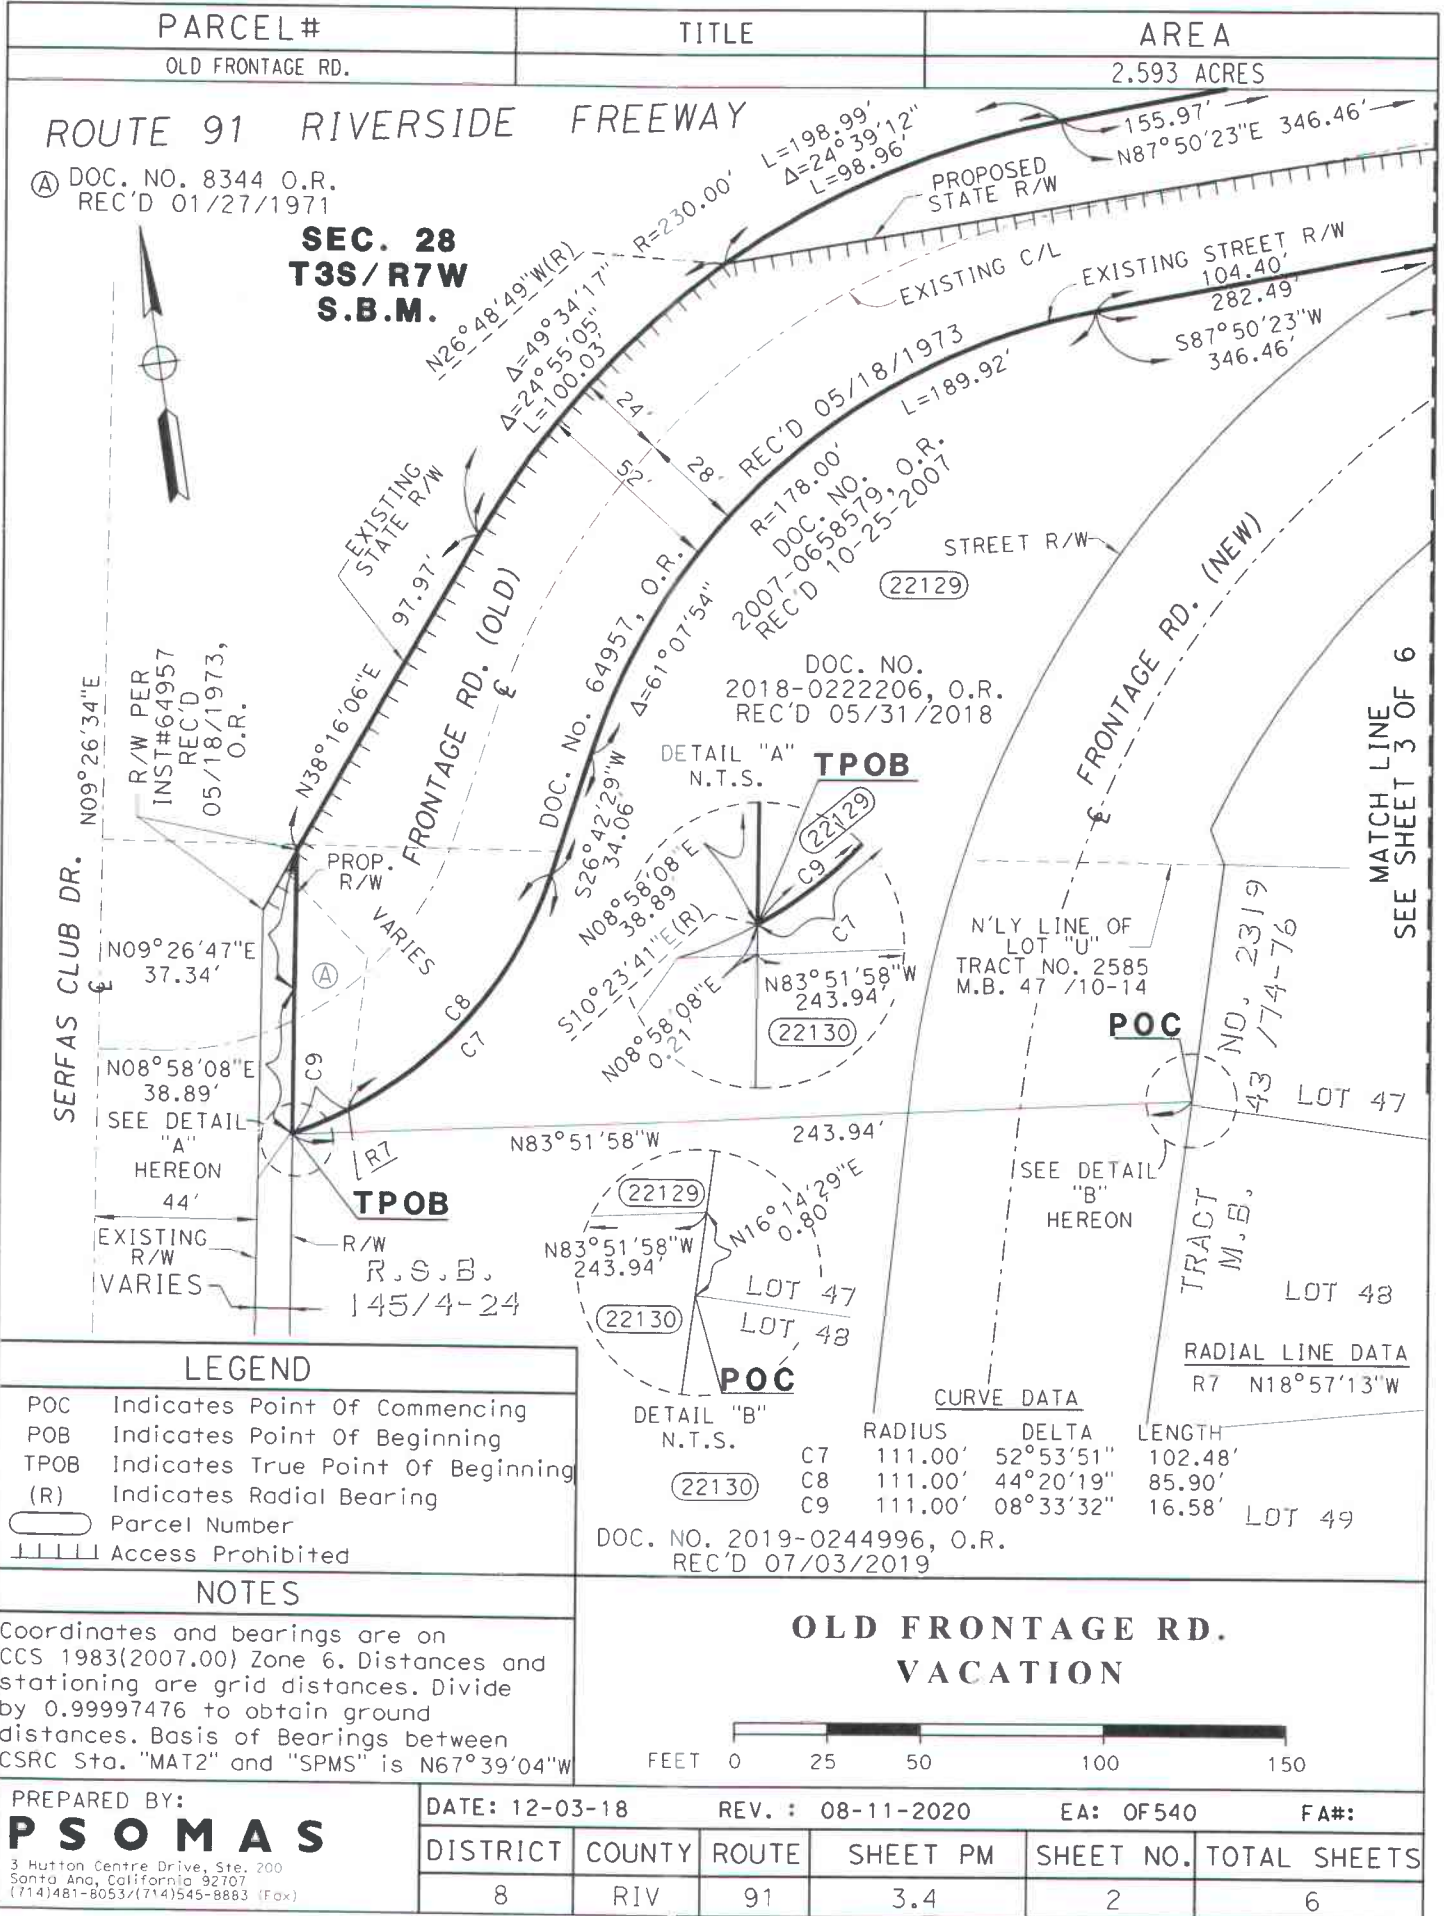 PARCEL# TITLE AREA
OLD FRONTAGE RD. 2.593 ACRES
ROUTE 91 RIVERSIDE FREEWAY
Ⓐ DOC. NO. 8344 O.R.
REC'D 01/27/1971
SEC. 28
T3S/R7W
S.B.M.
L=198.99'
Δ=24°39'12"
L=98.96'
R=230.00'
155.97'
N87°50'23"E 346.46'
PROPOSED
STATE R/W
N26°48'49"W(R)
Δ=49°34'17"
Δ=24°55'05"
L=100.03'
EXISTING C/L
EXISTING STREET R/W
104.40'
282.49'
S87°50'23"W
346.46'
24'
28'
52'
REC'D 05/18/1973
L=189.92'
R=178.00'
DOC. NO.
2007-0658579, O.R.
REC'D 10-25-2007
EXISTING
STATE R/W
97.97'
STREET R/W
22129
FRONTAGE RD. (OLD)
℄
DOC. No. 64957, O.R.
Δ=61°07'54"
FRONTAGE RD. (NEW)
℄
DOC. NO.
2018-0222206, O.R.
REC'D 05/31/2018
MATCH LINE
SEE SHEET 3 OF 6
N09°26'34"E
R/W PER
INST#64957
REC'D
05/18/1973,
O.R.
N38°16'06"E
DETAIL "A"
N.T.S.
TPOB
22129
C9
C7
N08°58'08"E
38.89'
S10°23'41"E(R)
N08°58'08"E
0.21'
N83°51'58"W
243.94'
22130
S26°42'29"W
34.06'
PROP.
R/W
VARIES
SERFAS CLUB DR.
℄
N09°26'47"E
37.34'
Ⓐ
C8
C7
N08°58'08"E
38.89'
C9
SEE DETAIL
"A"
HEREON
44'
N'LY LINE OF
LOT "U"
TRACT NO. 2585
M.B. 47 /10-14
POC
TRACT NO. 2319
M.B. 43 /74-76
LOT 47
R7
N83°51'58"W 243.94'
TPOB
SEE DETAIL
"B"
HEREON
EXISTING
R/W
R/W
VARIES
R.S.B.
145/4-24
22129
N16°14'29"E
0.80'
N83°51'58"W
243.94'
LOT 47
22130
LOT 48
POC
DETAIL "B"
N.T.S.
LOT 48
RADIAL LINE DATA
R7 N18°57'13"W
CURVE DATA
RADIUS DELTA LENGTH
C7 111.00' 52°53'51" 102.48'
C8 111.00' 44°20'19" 85.90'
C9 111.00' 08°33'32" 16.58'
LOT 49
22130
DOC. NO. 2019-0244996, O.R.
REC'D 07/03/2019
LEGEND
POC Indicates Point Of Commencing
POB Indicates Point Of Beginning
TPOB Indicates True Point Of Beginning
(R) Indicates Radial Bearing
Parcel Number
Access Prohibited
NOTES
Coordinates and bearings are on
CCS 1983(2007.00) Zone 6. Distances and
stationing are grid distances. Divide
by 0.99997476 to obtain ground
distances. Basis of Bearings between
CSRC Sta. "MAT2" and "SPMS" is N67°39'04"W
OLD FRONTAGE RD.
VACATION
FEET 0 25 50 100 150
PREPARED BY:
PSOMAS
3 Hutton Centre Drive, Ste. 200
Santa Ana, California 92707
(714)481-8053/(714)545-8883 (Fax)
DATE: 12-03-18 REV. : 08-11-2020 EA: 0F540 FA#:
DISTRICT COUNTY ROUTE SHEET PM SHEET NO. TOTAL SHEETS
8 RIV 91 3.4 2 6